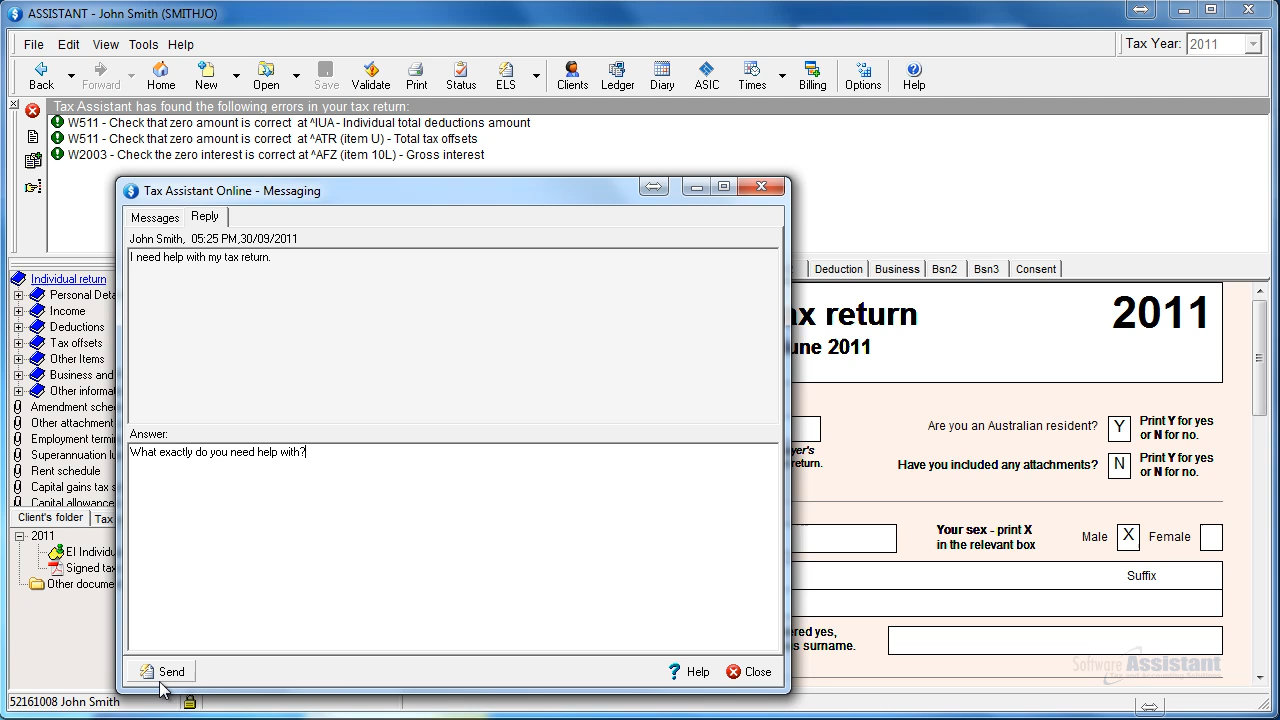 ASSISTANT - John Smith (SMITHJO)
File Edit View Tools Help Tax Year: 2011
Back Forward Home New Open Save Validate Print Status ELS Clients Ledger Diary ASIC Times Billing Options Help
Tax Assistant has found the following errors in your tax return:
W511 - Check that zero amount is correct at ^IUA - Individual total deductions amount
W511 - Check that zero amount is correct at ^ATR (item U) - Total tax offsets
W2003 - Check the zero interest is correct at ^AFZ (item 10L) - Gross interest
Tax Assistant Online - Messaging
Messages Reply
John Smith, 05:25 PM,30/09/2011
I need help with my tax return.
Answer:
What exactly do you need help with?
Send Help Close
Individual return
Personal Deta
Income
Deductions
Tax offsets
Other Items
Business and
Other informa
Amendment sche
Other attachment
Employment termi
Superannuation
Rent schedule
Capital gains tax s
Capital allowance
Client's folder Tax
2011
EI Individu
Signed tax
Other docume
Deduction Business Bsn2 Bsn3 Consent
ax return 2011
une 2011
Are you an Australian resident? Y Print Y for yes
or N for no.
yer's
return.
Have you included any attachments? N Print Y for yes
or N for no.
Your sex - print X
in the relevant box
Male X Female
Suffix
ered yes,
s surname.
Software Assistant
Tax and Accounting Solutions
52161008 John Smith